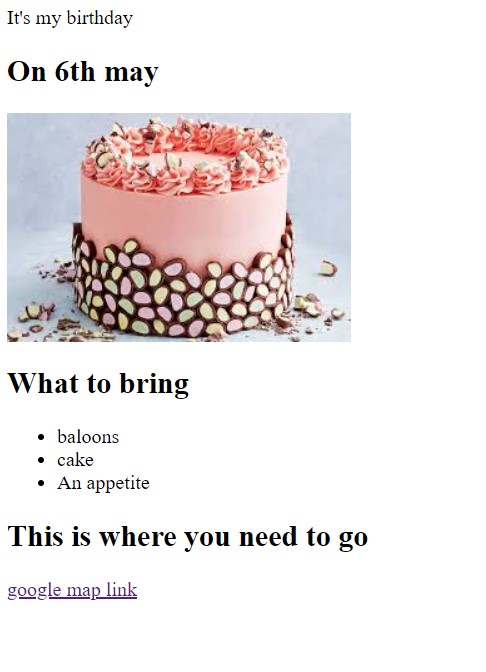 It's my birthday
On 6th may
What to bring
baloons
cake
An appetite
This is where you need to go
google map link